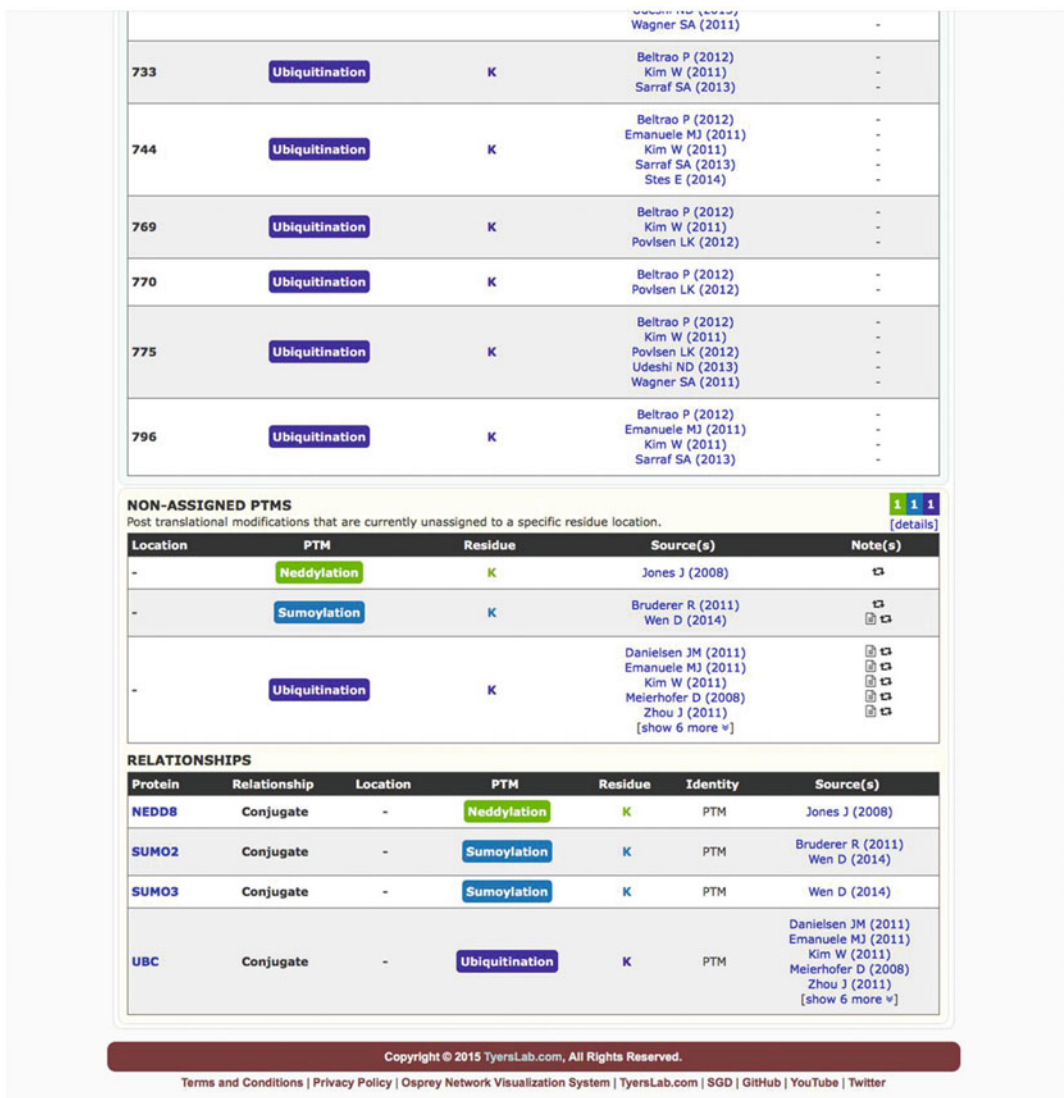 Wagner SA (2011) -
733 Ubiquitination K Beltrao P (2012) -
Kim W (2011) -
Sarraf SA (2013) -
744 Ubiquitination K Beltrao P (2012) -
Emanuele MJ (2011) -
Kim W (2011) -
Sarraf SA (2013) -
Stes E (2014) -
769 Ubiquitination K Beltrao P (2012) -
Kim W (2011) -
Povlsen LK (2012) -
770 Ubiquitination K Beltrao P (2012) -
Povlsen LK (2012) -
775 Ubiquitination K Beltrao P (2012) -
Kim W (2011) -
Povlsen LK (2012) -
Udeshi ND (2013) -
Wagner SA (2011) -
796 Ubiquitination K Beltrao P (2012) -
Emanuele MJ (2011) -
Kim W (2011) -
Sarraf SA (2013) -
NON-ASSIGNED PTMS 1 1 1
Post translational modifications that are currently unassigned to a specific residue location. [details]
Location PTM Residue Source(s) Note(s)
- Neddylation K Jones J (2008)
- Sumoylation K Bruderer R (2011)
Wen D (2014)
- Ubiquitination K Danielsen JM (2011)
Emanuele MJ (2011)
Kim W (2011)
Meierhofer D (2008)
Zhou J (2011)
[show 6 more »]
RELATIONSHIPS
Protein Relationship Location PTM Residue Identity Source(s)
NEDD8 Conjugate - Neddylation K PTM Jones J (2008)
SUMO2 Conjugate - Sumoylation K PTM Bruderer R (2011)
Wen D (2014)
SUMO3 Conjugate - Sumoylation K PTM Wen D (2014)
UBC Conjugate - Ubiquitination K PTM Danielsen JM (2011)
Emanuele MJ (2011)
Kim W (2011)
Meierhofer D (2008)
Zhou J (2011)
[show 6 more »]
Copyright © 2015 TyersLab.com, All Rights Reserved.
Terms and Conditions | Privacy Policy | Osprey Network Visualization System | TyersLab.com | SGD | GitHub | YouTube | Twitter